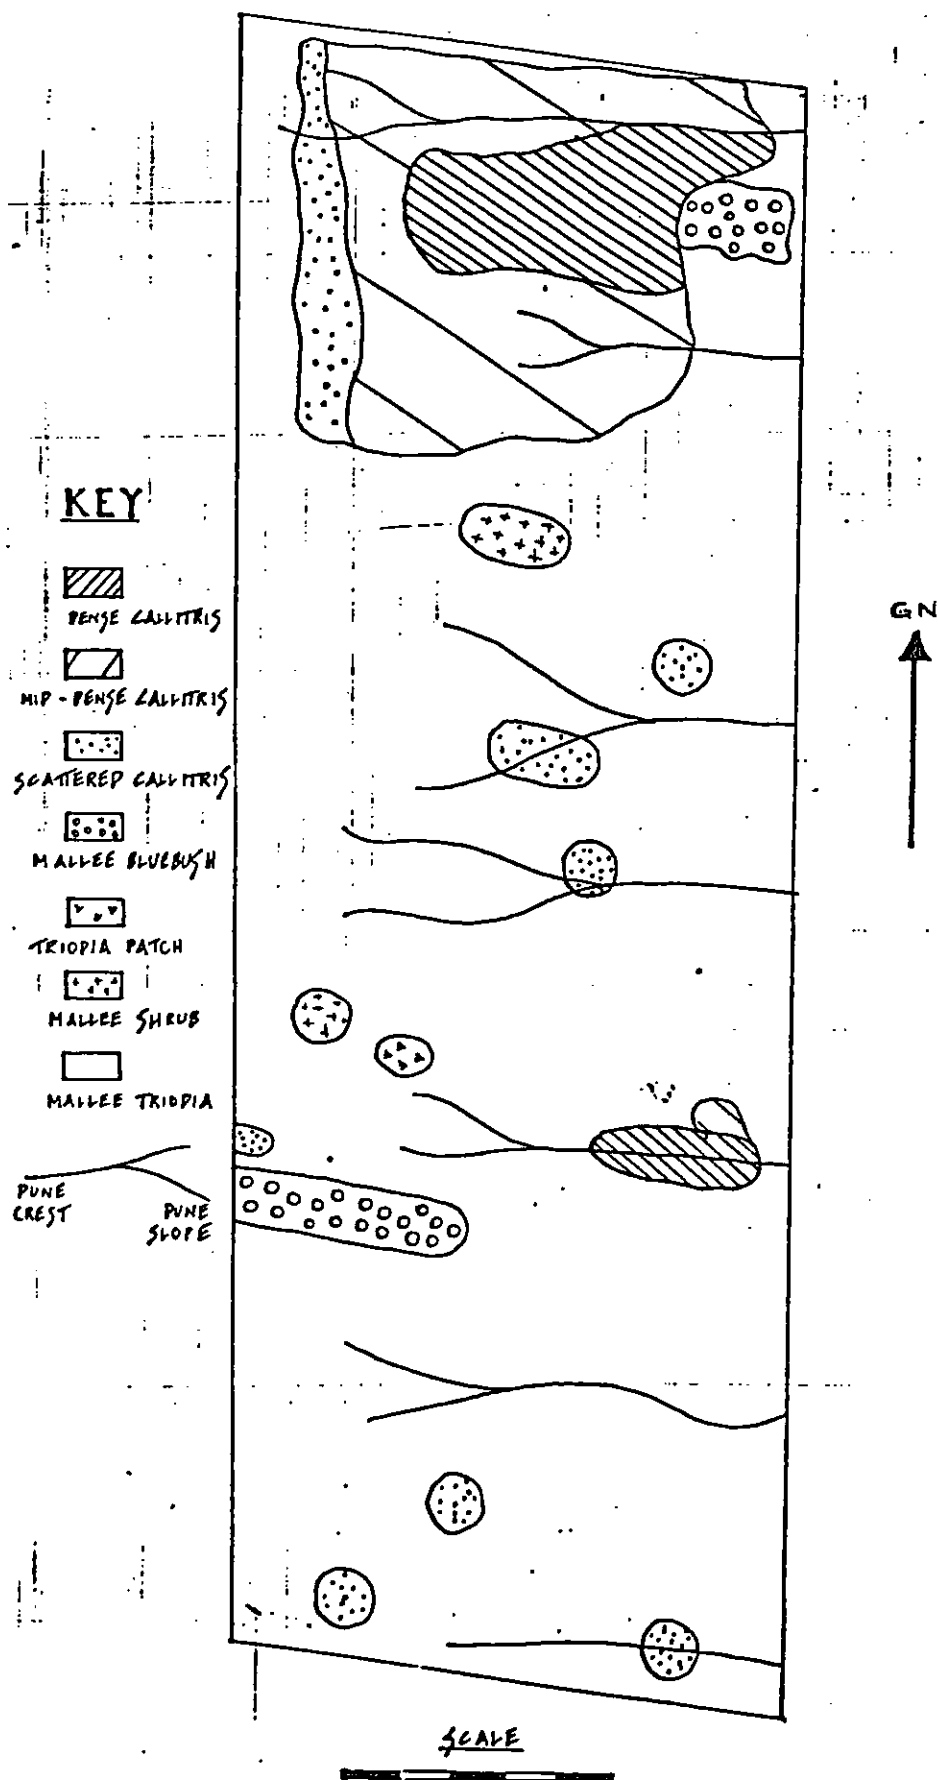 KEY
DENSE CALLITRIS
MID-DENSE CALLITRIS
SCATTERED CALLITRIS
MALLEE BLUEBUSH
TRIODIA PATCH
MALLEE SHRUB
MALLEE TRIODIA
DUNE
CREST
DUNE
SLOPE
GN
SCALE